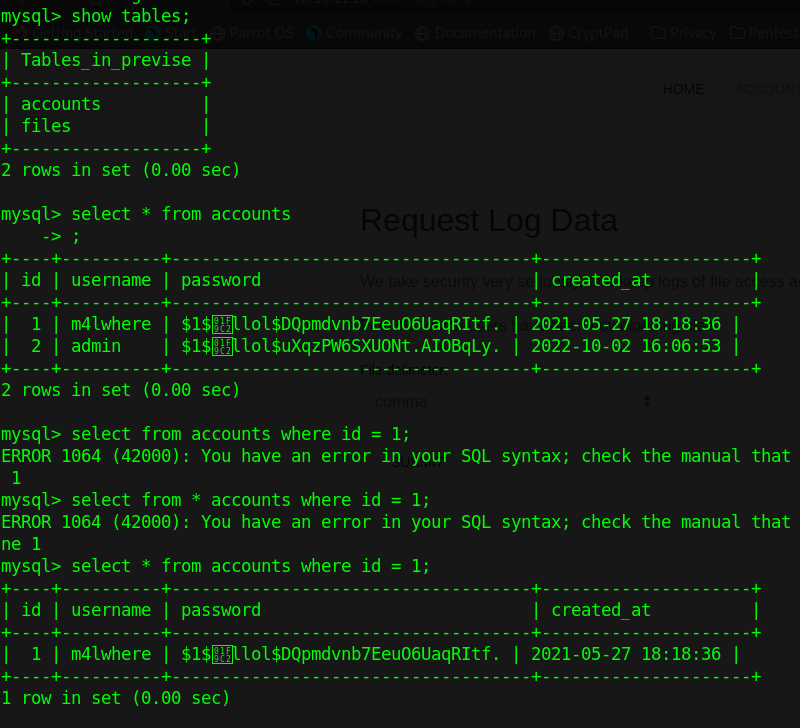 mysql> show tables;
Getting Started Start Parrot OS Community Documentation CryptPad Privacy Pentest
+-------------------+
| Tables_in_previse |
+-------------------+
| accounts          |
| files             |
+-------------------+
2 rows in set (0.00 sec)
HOME ACCOUNT
mysql> select * from accounts
    -> ;
Request Log Data
+----+----------+------------------------------------+---------------------+
| id | username | password                           | created_at          |
We take security very logs of file access
+----+----------+------------------------------------+---------------------+
|  1 | m4lwhere | $1$🧂llol$DQpmdvnb7EeuO6UaqRItf. | 2021-05-27 18:18:36 |
|  2 | admin    | $1$🧂llol$uXqzPW6SXUONt.AIOBqLy. | 2022-10-02 16:06:53 |
+----+----------+------------------------------------+---------------------+
2 rows in set (0.00 sec)
comma
mysql> select from accounts where id = 1;
ERROR 1064 (42000): You have an error in your SQL syntax; check the manual that
 1
SUBMIT
mysql> select from * accounts where id = 1;
ERROR 1064 (42000): You have an error in your SQL syntax; check the manual that
ne 1
mysql> select * from accounts where id = 1;
+----+----------+------------------------------------+---------------------+
| id | username | password                           | created_at          |
+----+----------+------------------------------------+---------------------+
|  1 | m4lwhere | $1$🧂llol$DQpmdvnb7EeuO6UaqRItf. | 2021-05-27 18:18:36 |
+----+----------+------------------------------------+---------------------+
1 row in set (0.00 sec)